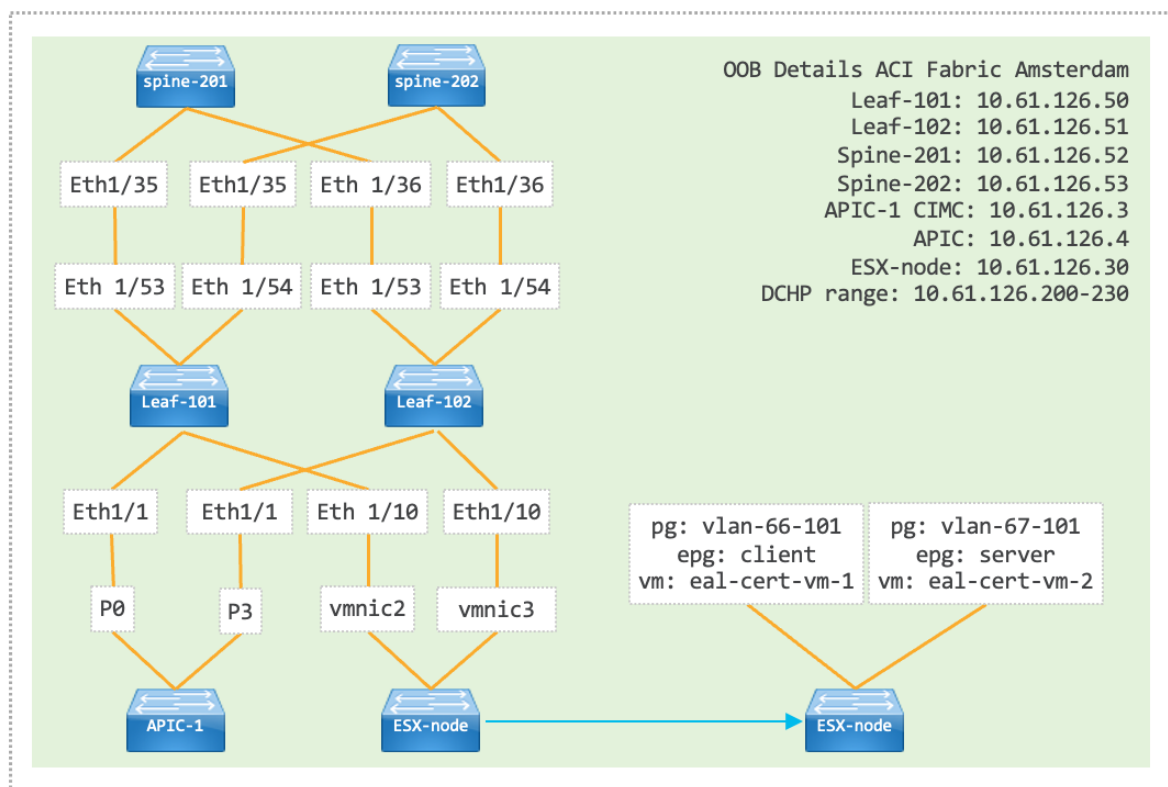 spine-201
spine-202
OOB Details ACI Fabric Amsterdam
Leaf-101: 10.61.126.50
Leaf-102: 10.61.126.51
Spine-201: 10.61.126.52
Spine-202: 10.61.126.53
APIC-1 CIMC: 10.61.126.3
APIC: 10.61.126.4
ESX-node: 10.61.126.30
DCHP range: 10.61.126.200-230
Eth1/35
Eth1/35
Eth 1/36
Eth1/36
Eth 1/53
Eth 1/54
Eth 1/53
Eth 1/54
Leaf-101
Leaf-102
Eth1/1
Eth1/1
Eth 1/10
Eth1/10
pg: vlan-66-101
epg: client
vm: eal-cert-vm-1
pg: vlan-67-101
epg: server
vm: eal-cert-vm-2
P0
P3
vmnic2
vmnic3
APIC-1
ESX-node
ESX-node